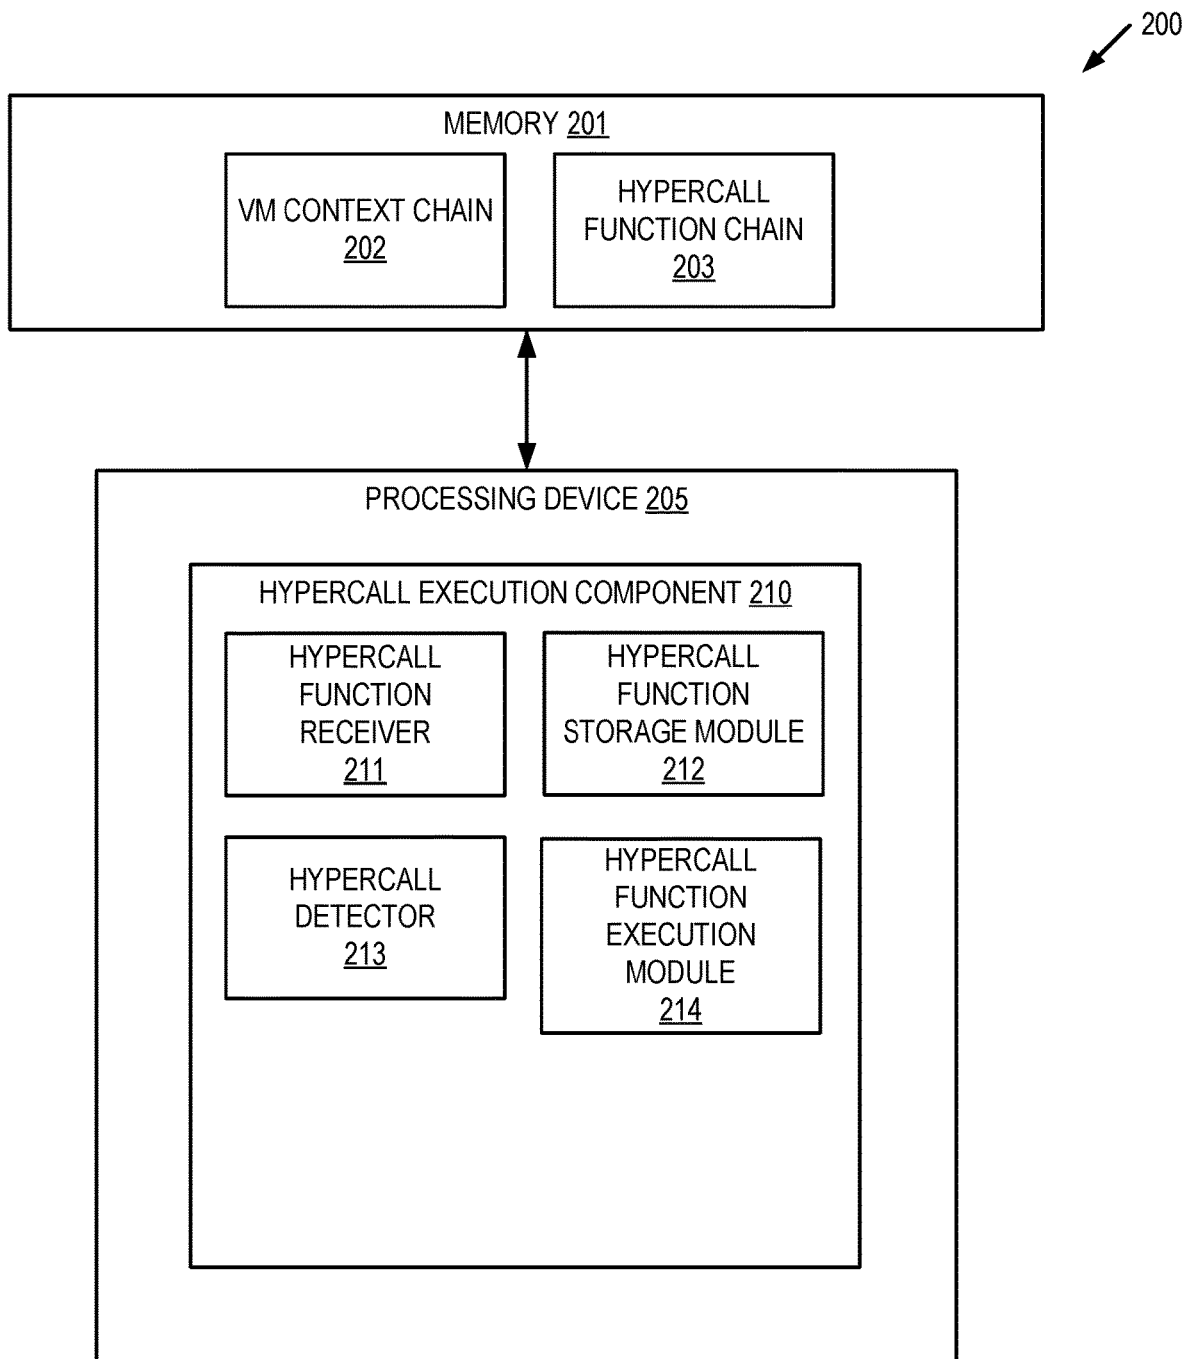 200
MEMORY 201
VM CONTEXT CHAIN
202
HYPERCALL
FUNCTION CHAIN
203
PROCESSING DEVICE 205
HYPERCALL EXECUTION COMPONENT 210
HYPERCALL
FUNCTION
RECEIVER
211
HYPERCALL
FUNCTION
STORAGE MODULE
212
HYPERCALL
DETECTOR
213
HYPERCALL
FUNCTION
EXECUTION
MODULE
214